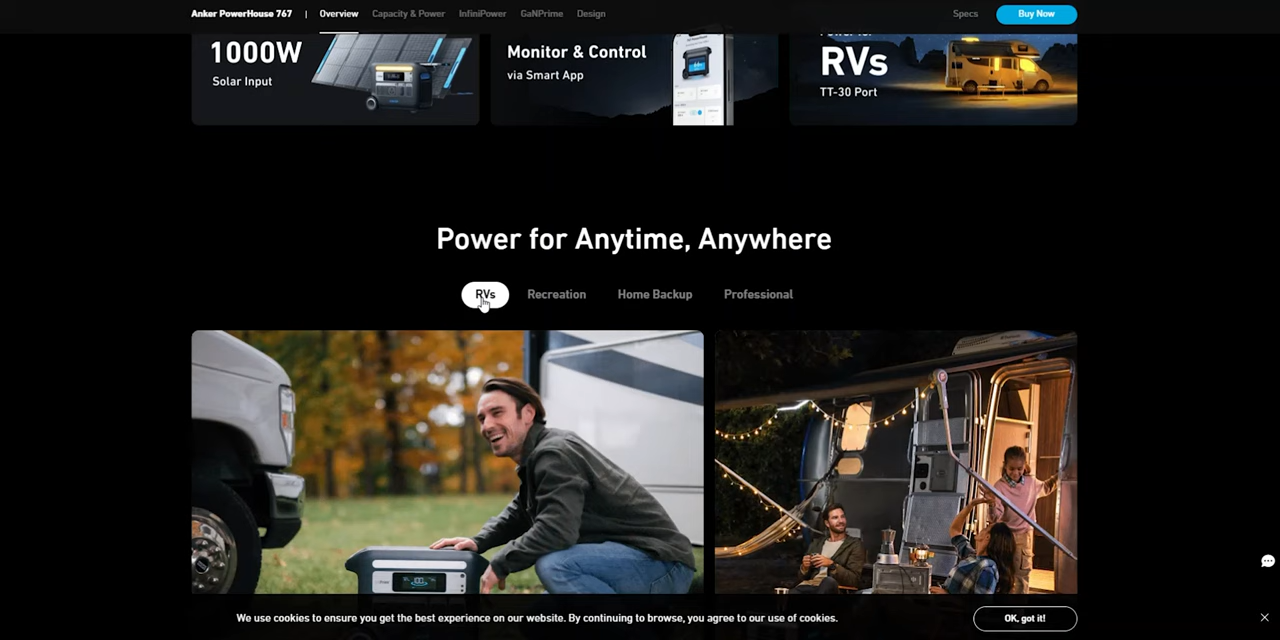 Anker PowerHouse 767 | Overview Capacity & Power InfiniPower GaNPrime Design Specs Buy Now
1000W
Solar Input
Monitor & Control
via Smart App
RVs
TT-30 Port
Power for Anytime, Anywhere
RVs Recreation Home Backup Professional
We use cookies to ensure you get the best experience on our website. By continuing to browse, you agree to our use of cookies. OK, got it!